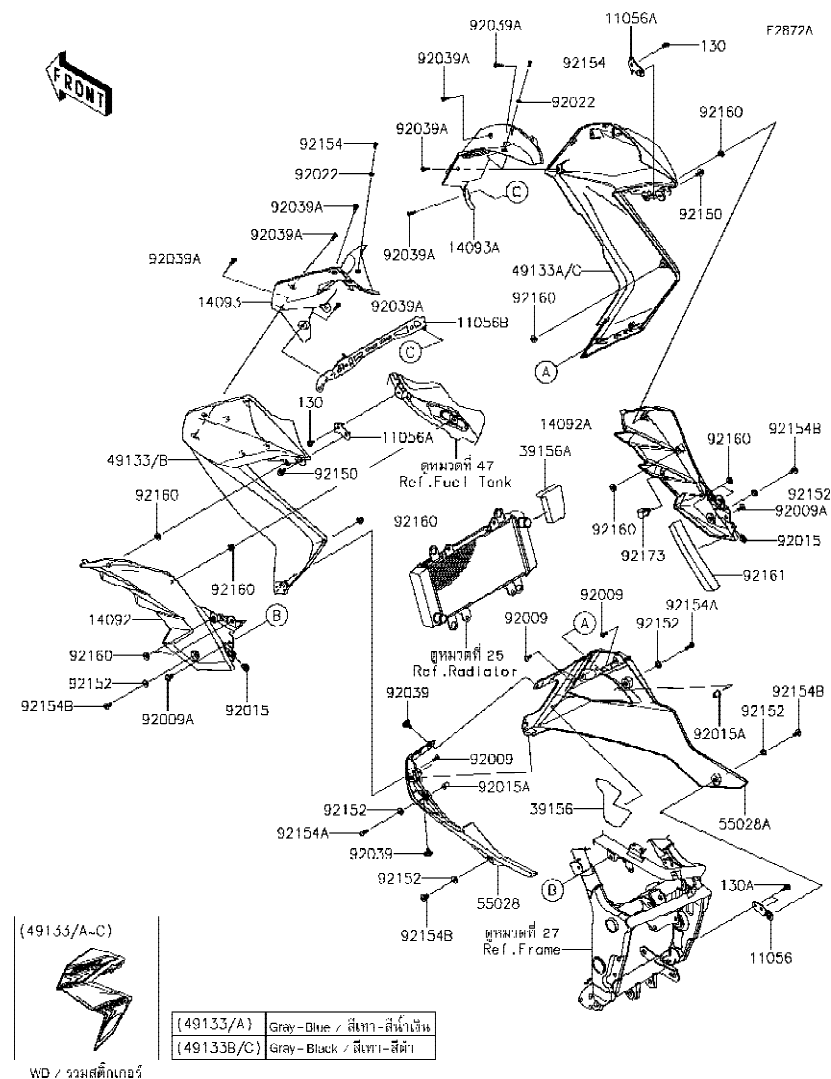 92039A
11056A
130
F2872A
FRONT
92039A
92154
92022
92160
92154
92039A
92022
92150
C
92039A
92039A
92039A
14093A
92039A
49133A/C
14093
92039A
92160
11056B
C
A
130
14092A
11056A
39156A
92160
92154B
49133/B
ดูหมวดที่ 47
Ref.Fuel Tank
92150
92160
92160
92160
92152
92009A
92173
92015
92160
92161
14092
B
92009
92009
A
92154A
92152
92160
ดูหมวดที่ 25
Ref.Radiator
92152
92039
92154B
92154B
92009A
92015
92015A
92152
92009
92015A
92152
39156
55028A
92154A
92039
92152
B
130A
55028
(49133/A~C)
92154B
ดูหมวดที่ 27
Ref.Frame
11056
(49133/A) Gray-Blue / สีเทา-สีน้ำเงิน
(49133B/C) Gray-Black / สีเทา-สีดำ
WD / รวมสติ๊กเกอร์